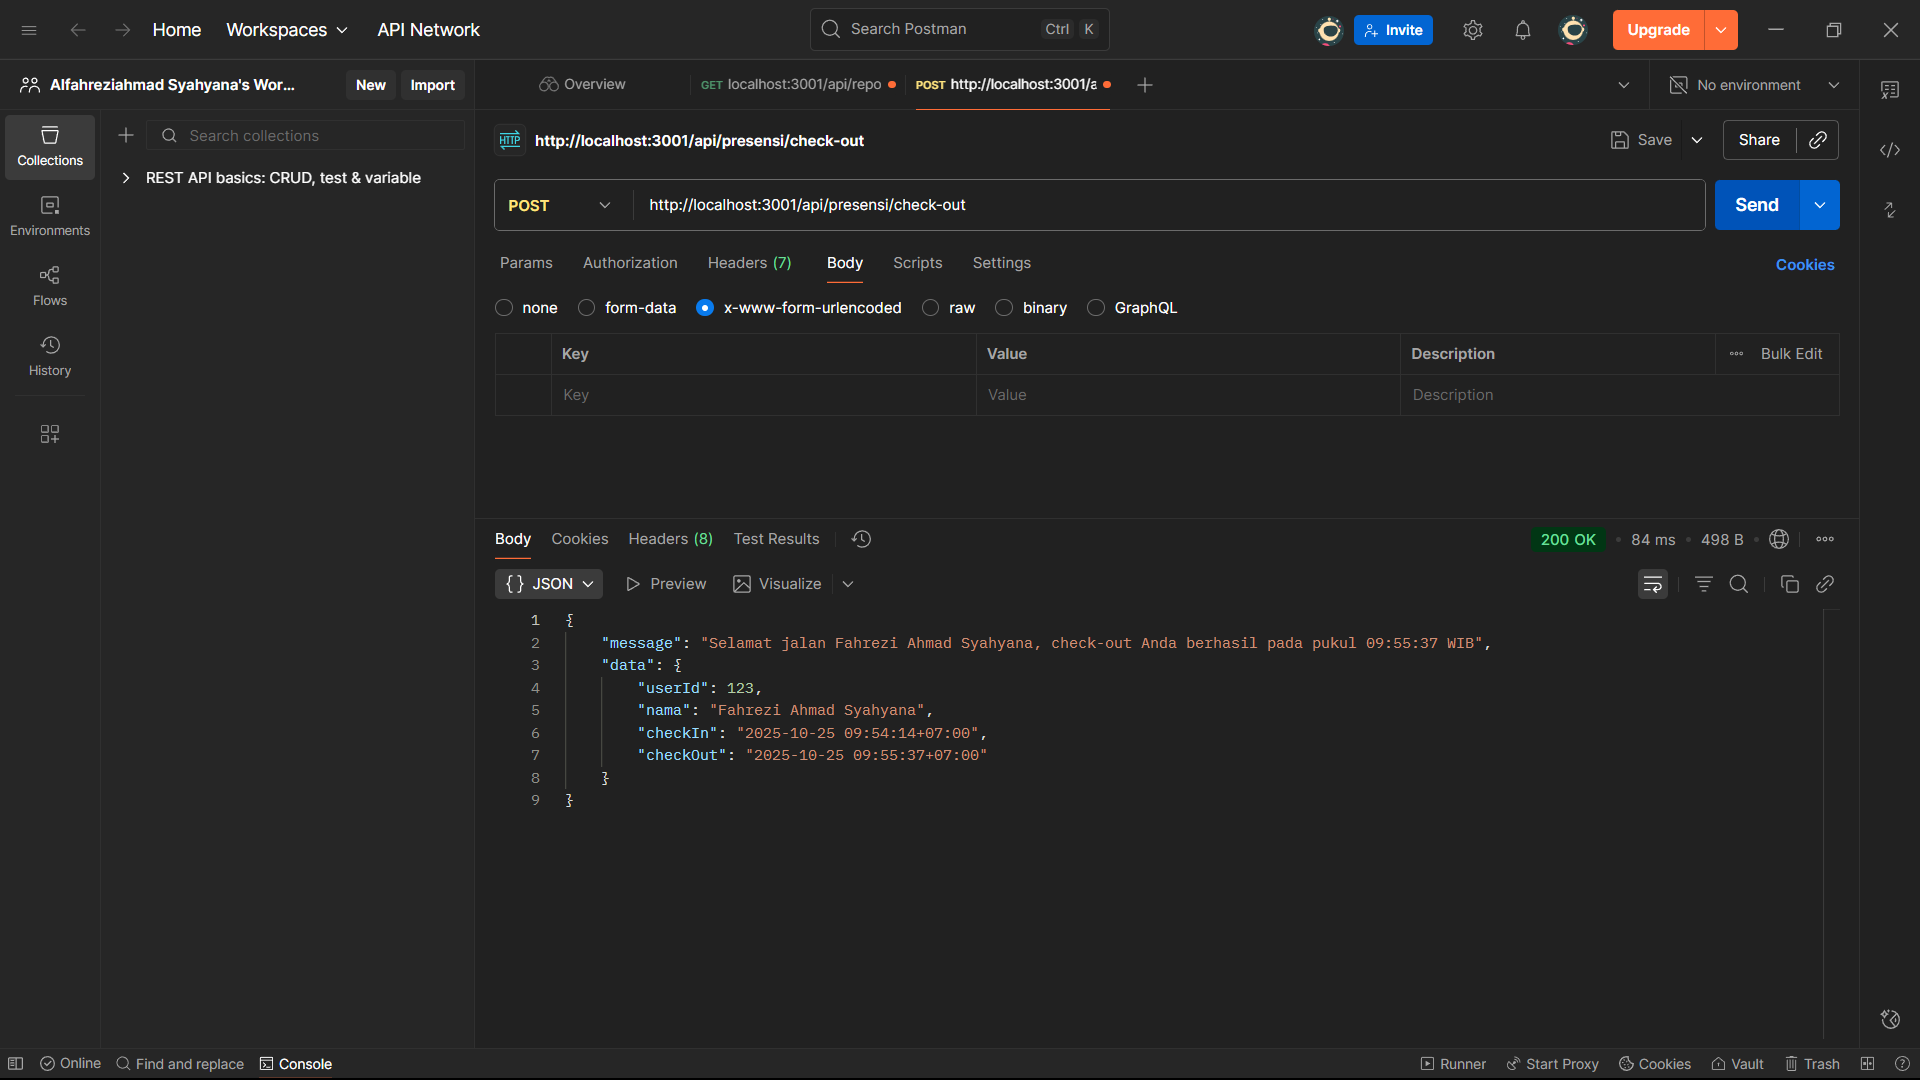 Home Workspaces API Network Search Postman Ctrl K Invite Upgrade
Alfahreziahmad Syahyana's Wor... New Import Overview GET localhost:3001/api/repo POST http://localhost:3001/a No environment
Collections
Environments
Flows
History
Search collections
REST API basics: CRUD, test & variable
HTTP http://localhost:3001/api/presensi/check-out Save Share
POST http://localhost:3001/api/presensi/check-out Send
Params Authorization Headers (7) Body Scripts Settings Cookies
none form-data x-www-form-urlencoded raw binary GraphQL
Key Value Description Bulk Edit
Key Value Description
Body Cookies Headers (8) Test Results 200 OK 84 ms 498 B
{} JSON Preview Visualize
1 {
2 "message": "Selamat jalan Fahrezi Ahmad Syahyana, check-out Anda berhasil pada pukul 09:55:37 WIB",
3 "data": {
4 "userId": 123,
5 "nama": "Fahrezi Ahmad Syahyana",
6 "checkIn": "2025-10-25 09:54:14+07:00",
7 "checkOut": "2025-10-25 09:55:37+07:00"
8 }
9 }
Online Find and replace Console Runner Start Proxy Cookies Vault Trash